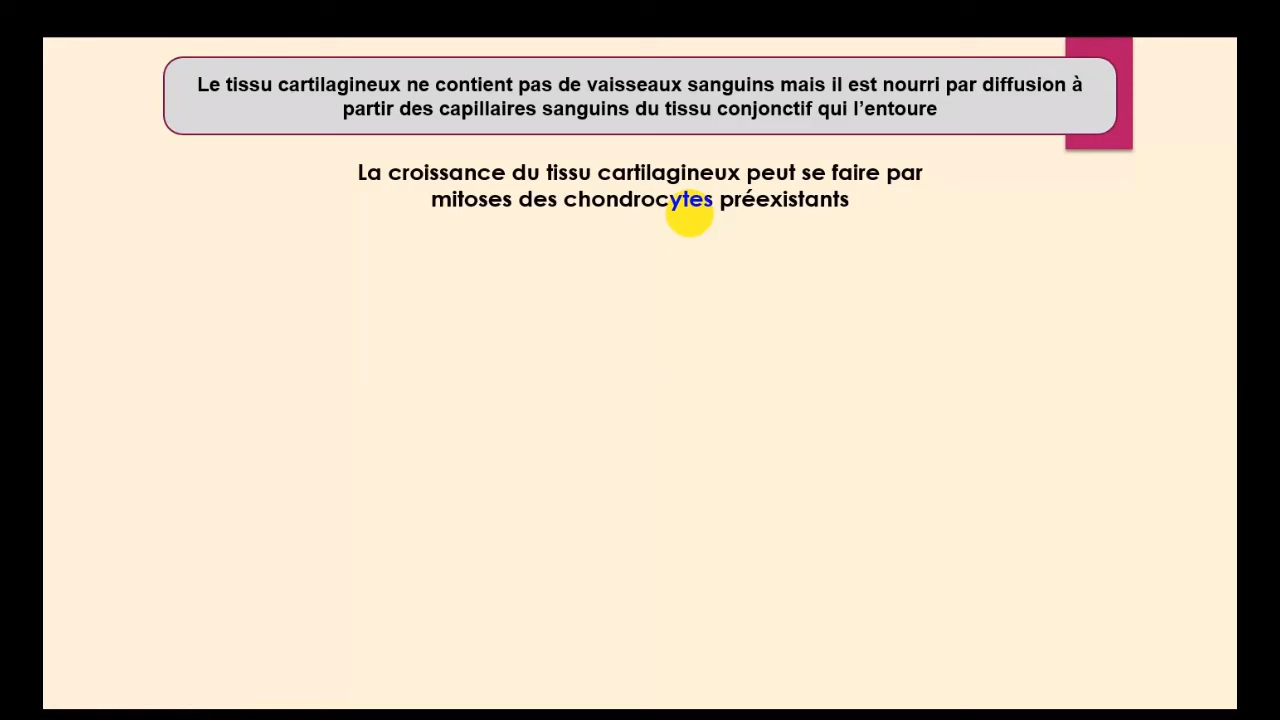 Le tissu cartilagineux ne contient pas de vaisseaux sanguins mais il est nourri par diffusion à
partir des capillaires sanguins du tissu conjonctif qui l’entoure
La croissance du tissu cartilagineux peut se faire par
mitoses des chondrocytes préexistants